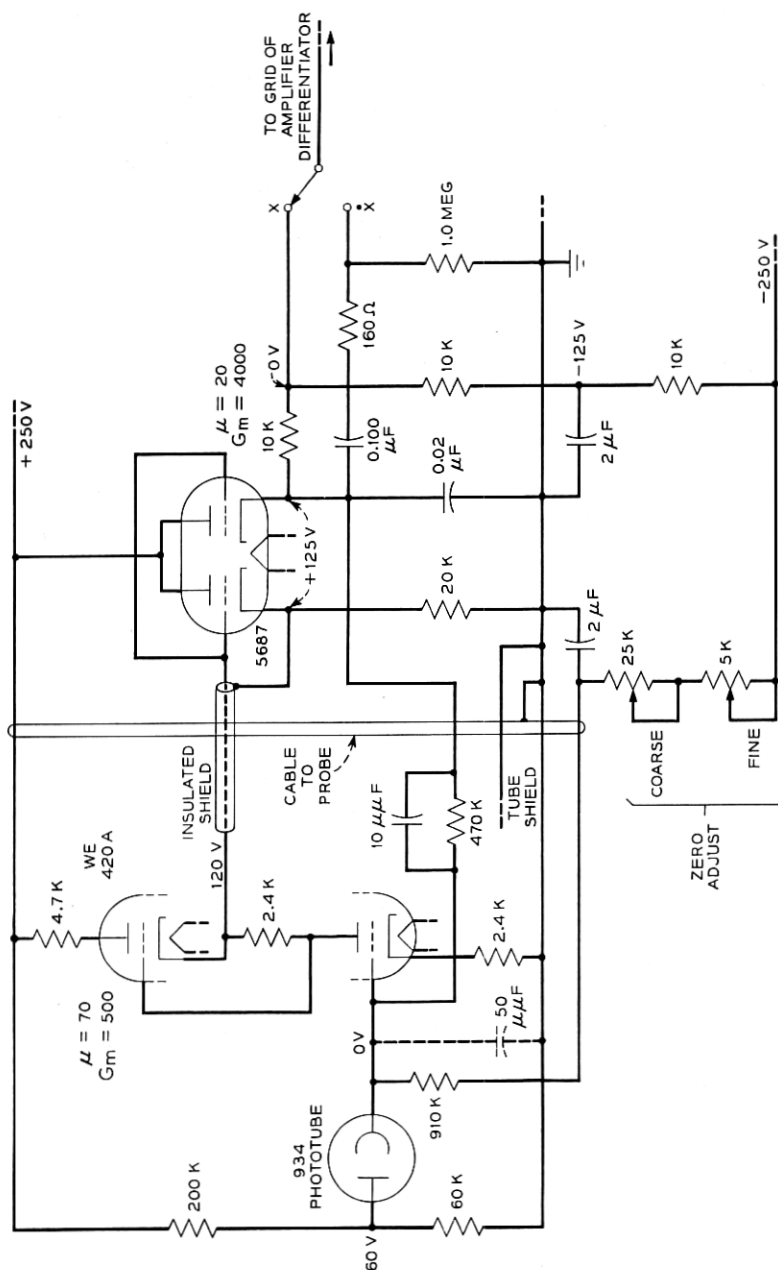 +250 V
μ = 20
Gm = 4000
TO GRID OF
AMPLIFIER
DIFFERENTIATOR
X
Ẋ
0V
10 K
+125 V
5687
160 Ω
1.0 MEG
0.100
μF
0.02
μF
10 K
-125 V
20 K
2 μF
10 K
2 μF
25K
5 K
COARSE
FINE
ZERO
ADJUST
-250 V
4.7 K
WE
420 A
μ = 70
Gm = 500
INSULATED
SHIELD
120 V
CABLE
TO
PROBE
2.4 K
10 μμF
470 K
TUBE
SHIELD
2.4 K
200 K
934
PHOTOTUBE
0V
50
μμF
910 K
60 V
60 K